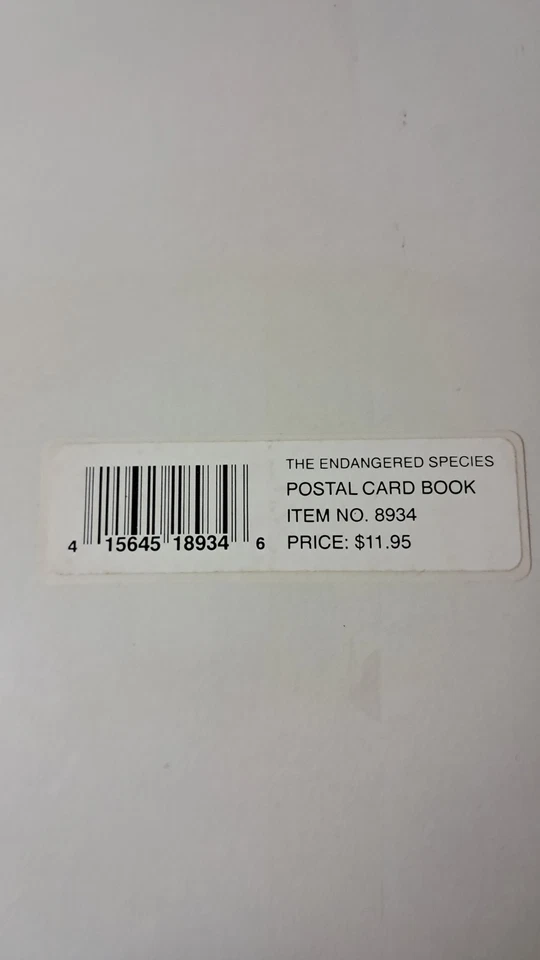 THE ENDANGERED SPECIES
POSTAL CARD BOOK
ITEM NO. 8934
PRICE: $11.95
4 15645 18934 6